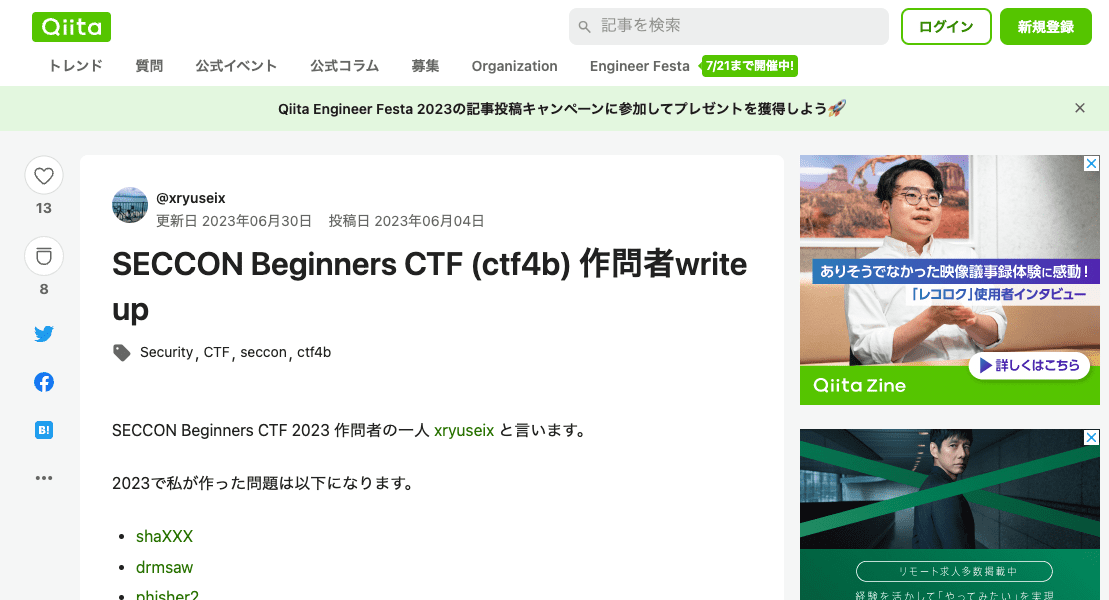 Qiita
記事を検索
ログイン
新規登録
トレンド 質問 公式イベント 公式コラム 募集 Organization Engineer Festa 7/21まで開催中!
Qiita Engineer Festa 2023の記事投稿キャンペーンに参加してプレゼントを獲得しよう🚀
13
8
B!
@xryuseix
更新日 2023年06月30日 投稿日 2023年06月04日
SECCON Beginners CTF (ctf4b) 作問者write
up
Security, CTF, seccon, ctf4b
SECCON Beginners CTF 2023 作問者の一人 xryuseix と言います。
2023で私が作った問題は以下になります。
shaXXX
drmsaw
phisher2
ありそうでなかった映像議事録体験に感動！
「レコログ」使用者インタビュー
▶詳しくはこちら
Qiita Zine
リモート求人多数掲載中
経験を活かして「やってみたい」を実現